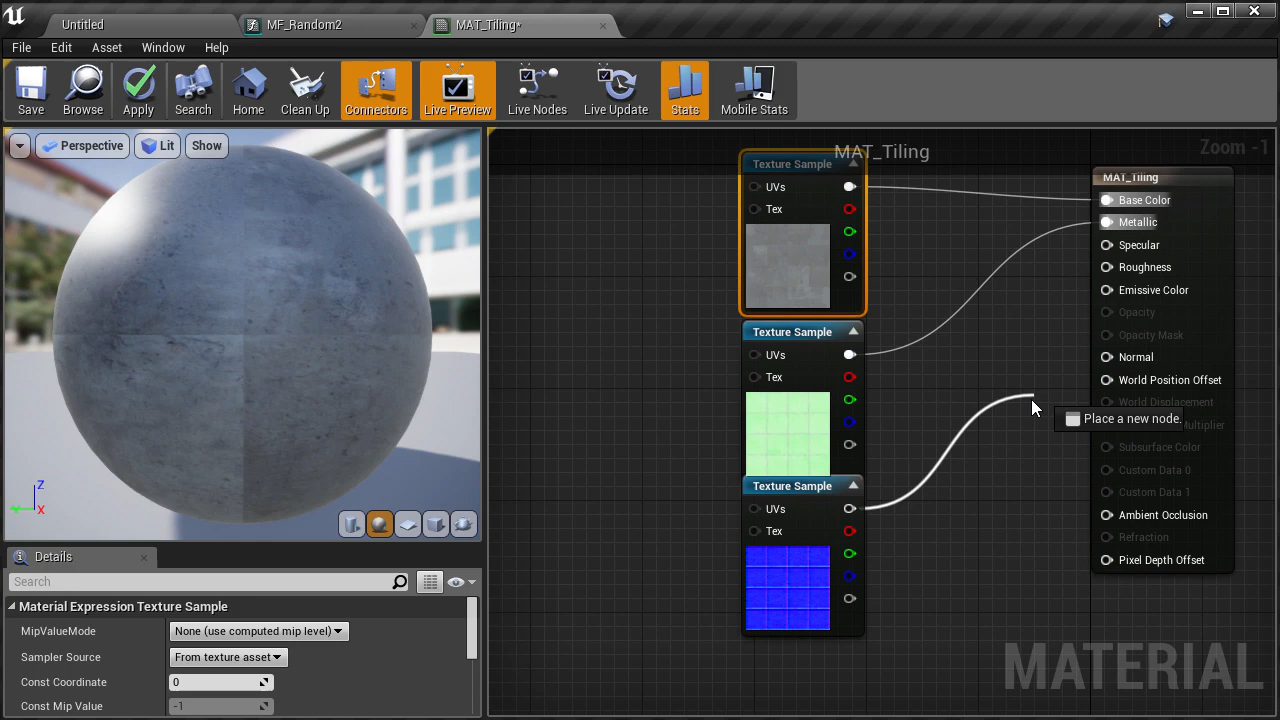 Untitled
MF_Random2
MAT_Tiling*
File
Edit
Asset
Window
Help
Save
Browse
Apply
Search
Home
Clean Up
Connectors
Live Preview
Live Nodes
Live Update
Stats
Mobile Stats
Perspective
Lit
Show
MAT_Tiling
Zoom -1
Texture Sample
UVs
Tex
Texture Sample
UVs
Tex
Texture Sample
UVs
Tex
MAT_Tiling
Base Color
Metallic
Specular
Roughness
Emissive Color
Opacity
Opacity Mask
Normal
World Position Offset
World Displacement
Multiplier
Subsurface Color
Custom Data 0
Custom Data 1
Ambient Occlusion
Refraction
Pixel Depth Offset
Place a new node.
MATERIAL
Z
Y
X
Details
Search
Material Expression Texture Sample
MipValueMode
None (use computed mip level)
Sampler Source
From texture asset
Const Coordinate
0
Const Mip Value
-1